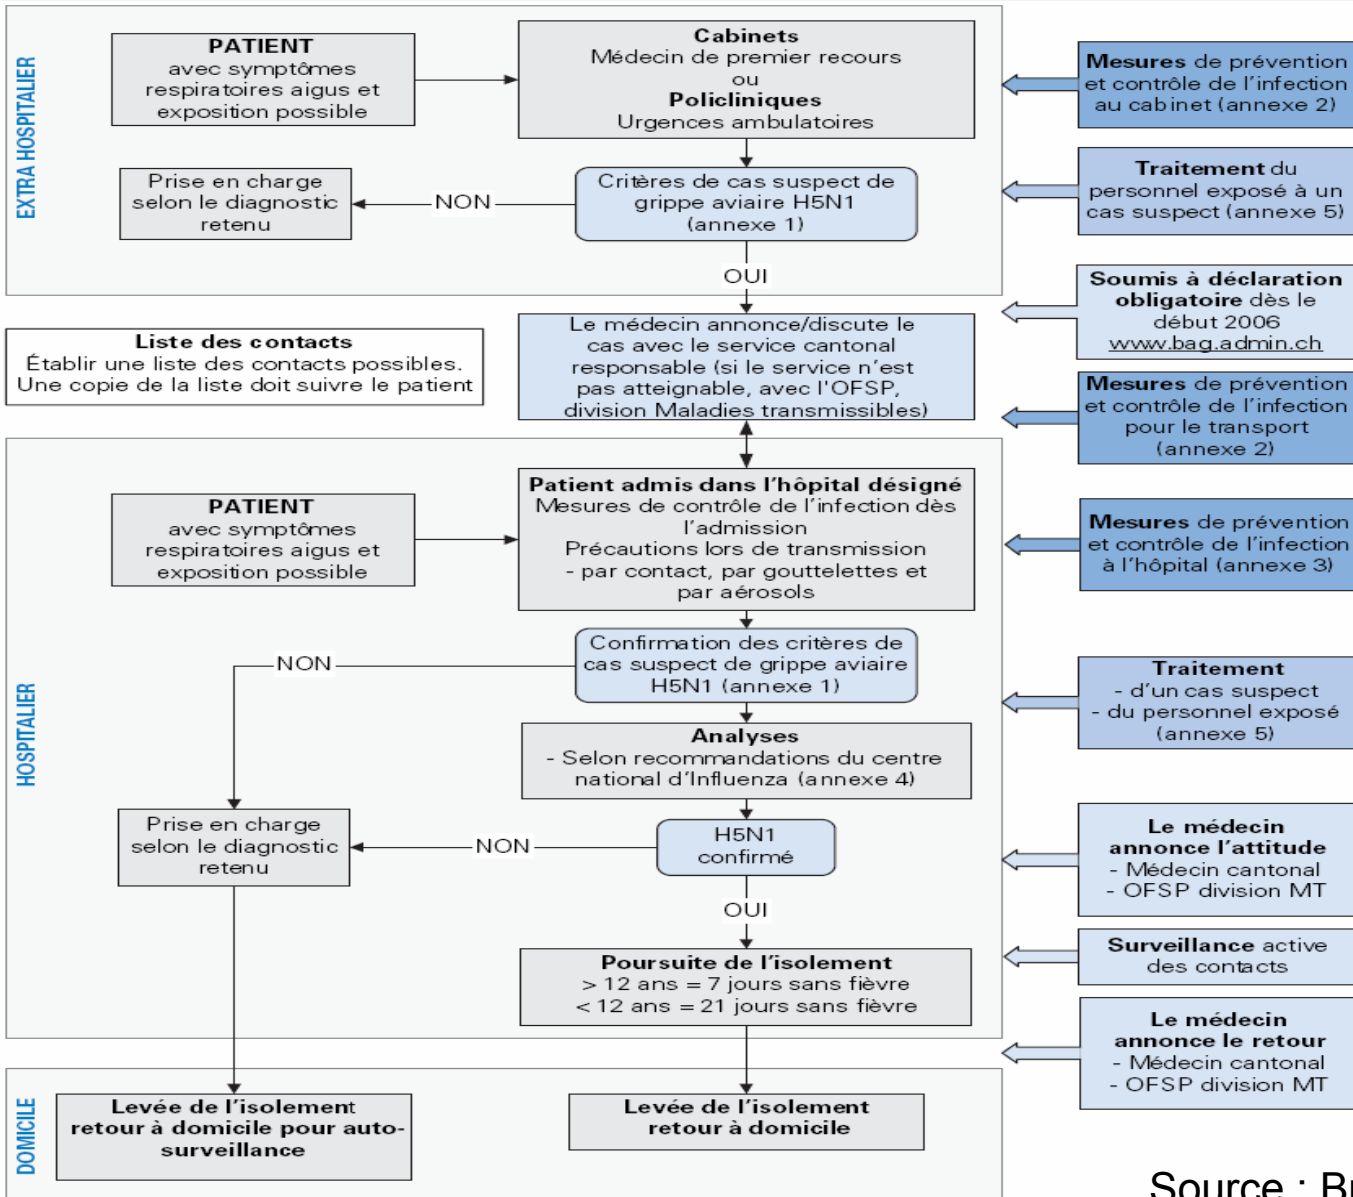 EXTRA HOSPITALIER
PATIENT
avec symptômes
respiratoires aigus et
exposition possible
Cabinets
Médecin de premier recours
ou
Policliniques
Urgences ambulatoires
Mesures de prévention
et contrôle de l'infection
au cabinet (annexe 2)
Prise en charge
selon le diagnostic
retenu
NON
Critères de cas suspect de
grippe aviaire H5N1
(annexe 1)
Traitement du
personnel exposé à un
cas suspect (annexe 5)
OUI
Soumis à déclaration
obligatoire dès le
début 2006
www.bag.admin.ch
Liste des contacts
Établir une liste des contacts possibles.
Une copie de la liste doit suivre le patient
Le médecin annonce/discute le
cas avec le service cantonal
responsable (si le service n'est
pas atteignable, avec l'OFSP,
division Maladies transmissibles)
Mesures de prévention
et contrôle de l'infection
pour le transport
(annexe 2)
HOSPITALIER
PATIENT
avec symptômes
respiratoires aigus et
exposition possible
Patient admis dans l'hôpital désigné
Mesures de contrôle de l'infection dès
l'admission
Précautions lors de transmission
- par contact, par gouttelettes et
par aérosols
Mesures de prévention
et contrôle de l'infection
à l'hôpital (annexe 3)
NON
Confirmation des critères de
cas suspect de grippe aviaire
H5N1 (annexe 1)
Traitement
- d'un cas suspect
- du personnel exposé
(annexe 5)
Analyses
- Selon recommandations du centre
national d'Influenza (annexe 4)
Prise en charge
selon le diagnostic
retenu
NON
H5N1
confirmé
Le médecin
annonce l'attitude
- Médecin cantonal
- OFSP division MT
OUI
Poursuite de l'isolement
> 12 ans = 7 jours sans fièvre
< 12 ans = 21 jours sans fièvre
Surveillance active
des contacts
Le médecin
annonce le retour
- Médecin cantonal
- OFSP division MT
DOMICILE
Levée de l'isolement
retour à domicile pour auto-
surveillance
Levée de l'isolement
retour à domicile
Source :